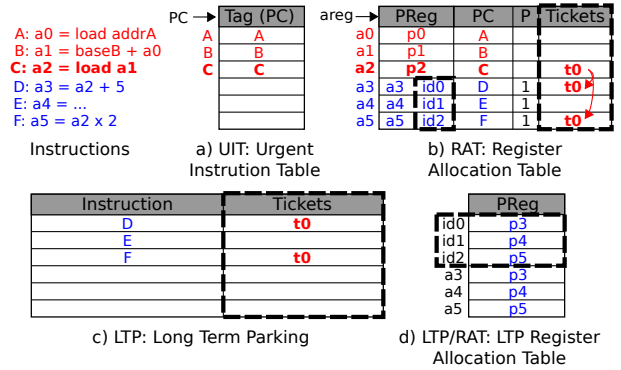 PC Tag (PC) areg PReg PC P Tickets
A: a0 = load addrA A A a0 p0 A
B: a1 = baseB + a0 B B a1 p1 B
C: a2 = load a1 C C a2 p2 C t0
D: a3 = a2 + 5 a3 a3 id0 D 1 t0
E: a4 = ... a4 a4 id1 E 1
F: a5 = a2 x 2 a5 a5 id2 F 1 t0
Instructions a) UIT: Urgent b) RAT: Register
Instrution Table Allocation Table
Instruction Tickets PReg
D t0 id0 p3
E id1 p4
F t0 id2 p5
a3 p3
a4 p4
a5 p5
c) LTP: Long Term Parking d) LTP/RAT: LTP Register
Allocation Table